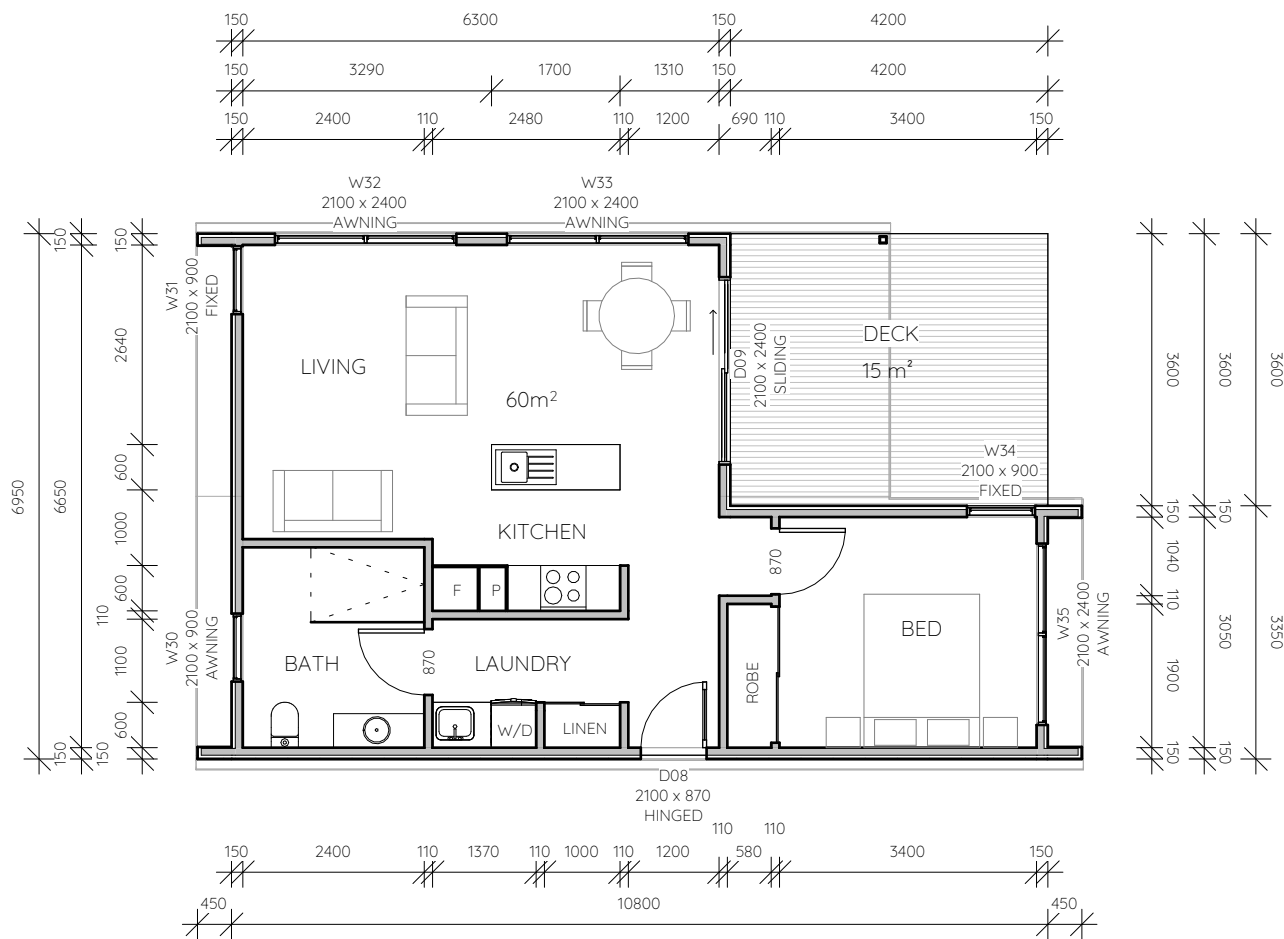 150 6300 150 4200
150 3290 1700 1310 150 4200
150 2400 110 2480 110 1200 690 110 3400 150
W32
2100 x 2400
AWNING
W33
2100 x 2400
AWNING
6950
150
6650
150
150
2640
600
1000
600
110
1100
600
150
W31
2100 x 900
FIXED
W30
2100 x 900
AWNING
LIVING
60m²
KITCHEN
F
P
BATH
870
LAUNDRY
W/D
LINEN
D09
2100 x 2400
SLIDING
DECK
15 m²
W34
2100 x 900
FIXED
870
BED
ROBE
W35
2100 x 2400
AWNING
3600
150
1040
110
1900
150
3600
150
3050
150
3600
3350
D08
2100 x 870
HINGED
110 110
150 2400 110 1370 110 1000 110 1200 580 3400 150
450 10800 450